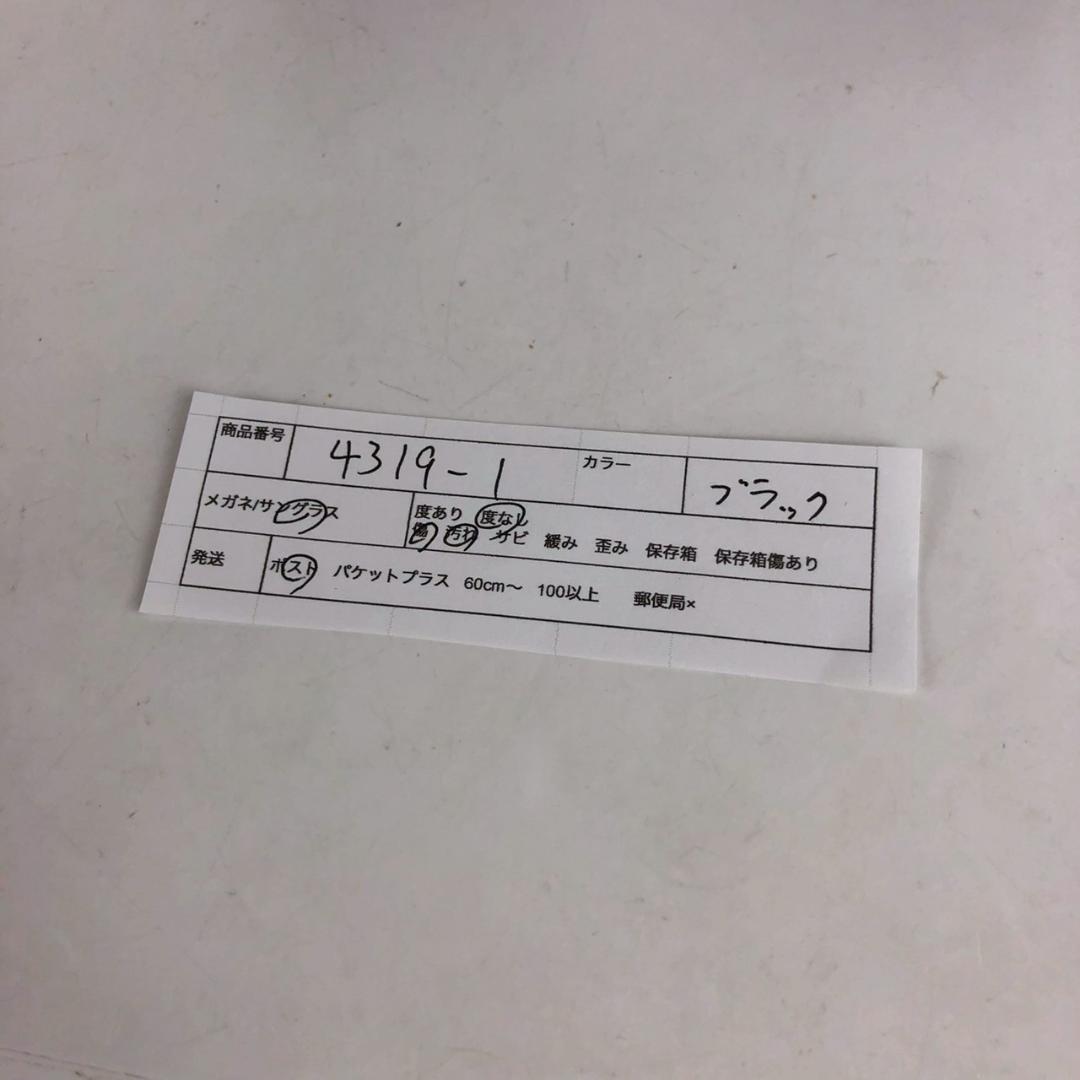 商品番号 4319-1 カラー ブラック
メガネ/サングラス 度あり 度なし
傷 汚れ サビ 緩み 歪み 保存箱 保存箱傷あり
発送 ポスト パケットプラス 60cm～ 100以上 郵便局×